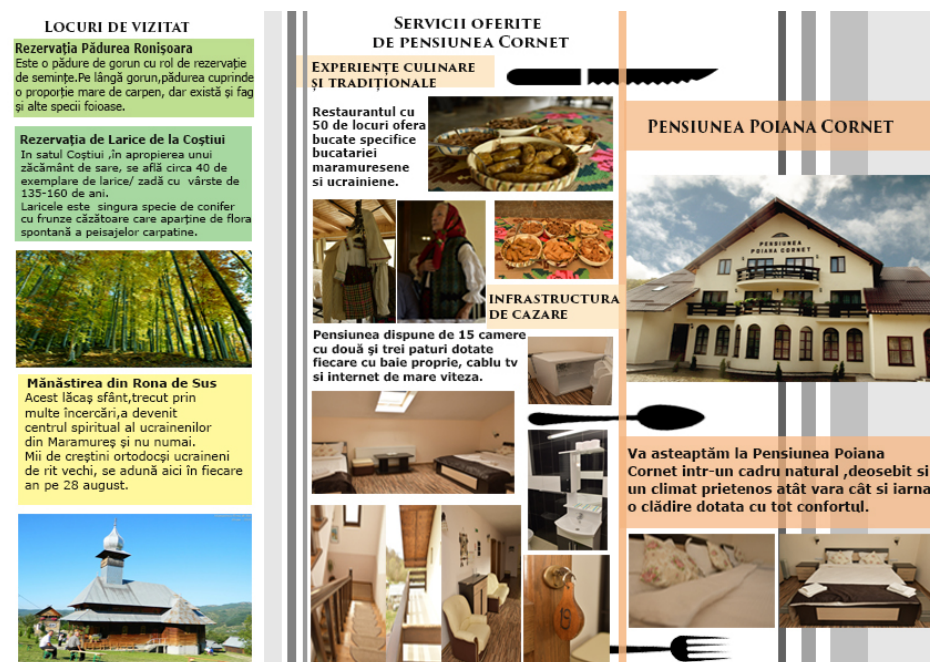 Locuri de vizitat
Rezervația Pădurea Ronișoara
Este o pădure de gorun cu rol de rezervație
de semințe.Pe lângă gorun,pădurea cuprinde
o proporție mare de carpen, dar există și fag
și alte specii foioase.
Rezervația de Larice de la Coștiui
In satul Coștiui ,în apropierea unui
zăcământ de sare, se află circa 40 de
exemplare de larice/ zadă cu vârste de
135-160 de ani.
Laricele este singura specie de conifer
cu frunze căzătoare care aparține de flora
spontană a peisajelor carpatine.
Mănăstirea din Rona de Sus
Acest lăcaș sfânt,trecut prin
multe încercări,a devenit
centrul spiritual al ucrainenilor
din Maramureș și nu numai.
Mii de creștini ortodocși ucraineni
de rit vechi, se adună aici în fiecare
an pe 28 august.
Servicii oferite
de pensiunea Cornet
Experiențe culinare
și tradiționale
Restaurantul cu
50 de locuri ofera
bucate specifice
bucatariei
maramuresene
si ucrainiene.
Infrastructura
de cazare
Pensiunea dispune de 15 camere
cu două și trei paturi dotate
fiecare cu baie proprie, cablu tv
si internet de mare viteza.
Pensiunea Poiana Cornet
PENSIUNEA
POIANA CORNET
Va asteaptăm la Pensiunea Poiana
Cornet intr-un cadru natural ,deosebit si
un climat prietenos atât vara cât si iarna
o clădire dotata cu tot confortul.